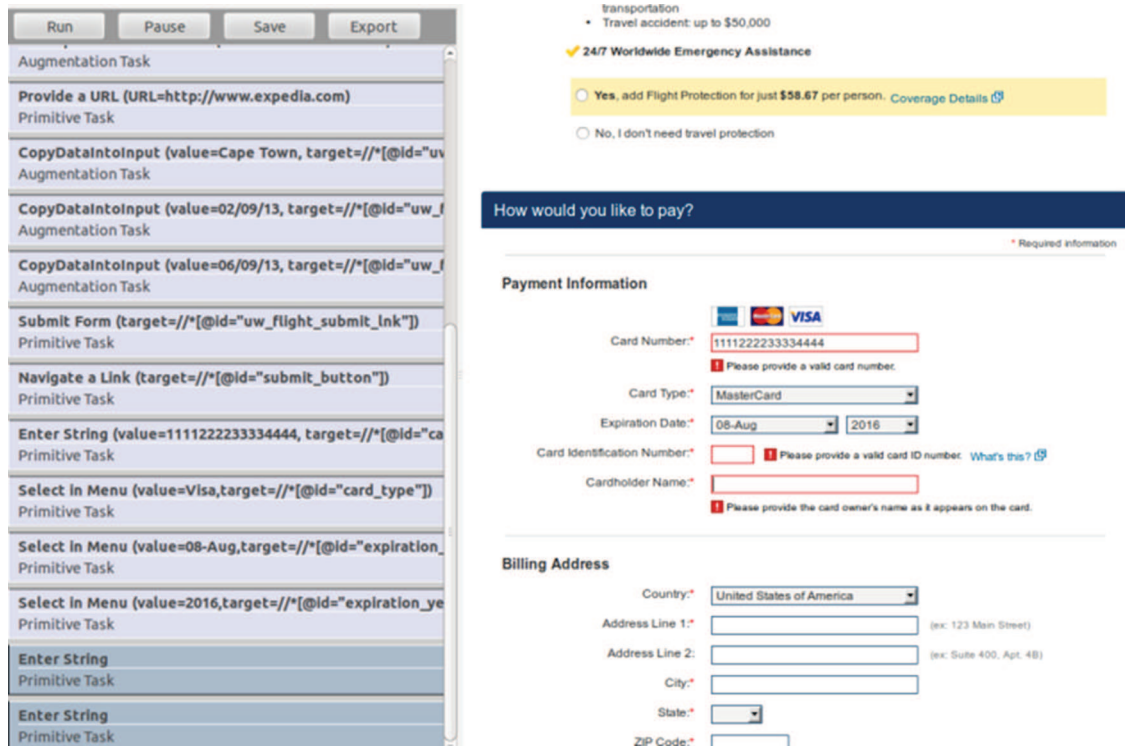 Run Pause Save Export
Augmentation Task
Provide a URL (URL=http://www.expedia.com)
Primitive Task
CopyDataIntoInput (value=Cape Town, target=//*[@id="uw
Augmentation Task
CopyDataIntoInput (value=02/09/13, target=//*[@id="uw_f
Augmentation Task
CopyDataIntoInput (value=06/09/13, target=//*[@id="uw_f
Augmentation Task
Submit Form (target=//*[@id="uw_flight_submit_lnk"])
Primitive Task
Navigate a Link (target=//*[@id="submit_button"])
Primitive Task
Enter String (value=1111222233334444, target=//*[@id="ca
Primitive Task
Select in Menu (value=Visa,target=//*[@id="card_type"])
Primitive Task
Select in Menu (value=08-Aug,target=//*[@id="expiration_
Primitive Task
Select in Menu (value=2016,target=//*[@id="expiration_ye
Primitive Task
Enter String
Primitive Task
Enter String
Primitive Task
transportation
• Travel accident: up to $50,000
24/7 Worldwide Emergency Assistance
Yes, add Flight Protection for just $58.67 per person. Coverage Details
No, I don't need travel protection
How would you like to pay?
* Required information
Payment Information
MasterCard VISA
Card Number:* 1111222233334444
! Please provide a valid card number.
Card Type:* MasterCard
Expiration Date:* 08-Aug 2016
Card Identification Number:* ! Please provide a valid card ID number. What's this?
Cardholder Name:*
! Please provide the card owner's name as it appears on the card.
Billing Address
Country:* United States of America
Address Line 1:* (ex: 123 Main Street)
Address Line 2: (ex: Suite 400, Apt. 4B)
City:*
State:*
ZIP Code:*